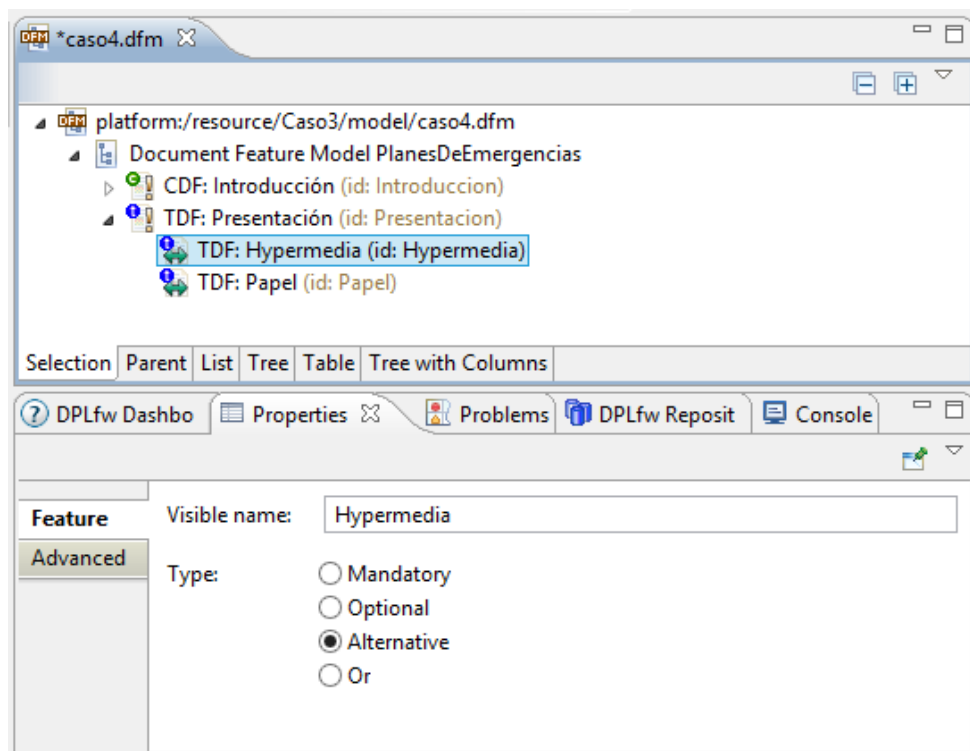 DFM *caso4.dfm
DFM platform:/resource/Caso3/model/caso4.dfm
Document Feature Model PlanesDeEmergencias
CDF: Introducción (id: Introduccion)
TDF: Presentación (id: Presentacion)
TDF: Hypermedia (id: Hypermedia)
TDF: Papel (id: Papel)
Selection Parent List Tree Table Tree with Columns
DPLfw Dashbo Properties Problems DPLfw Reposit Console
Feature Visible name: Hypermedia
Advanced Type: Mandatory
Optional
Alternative
Or